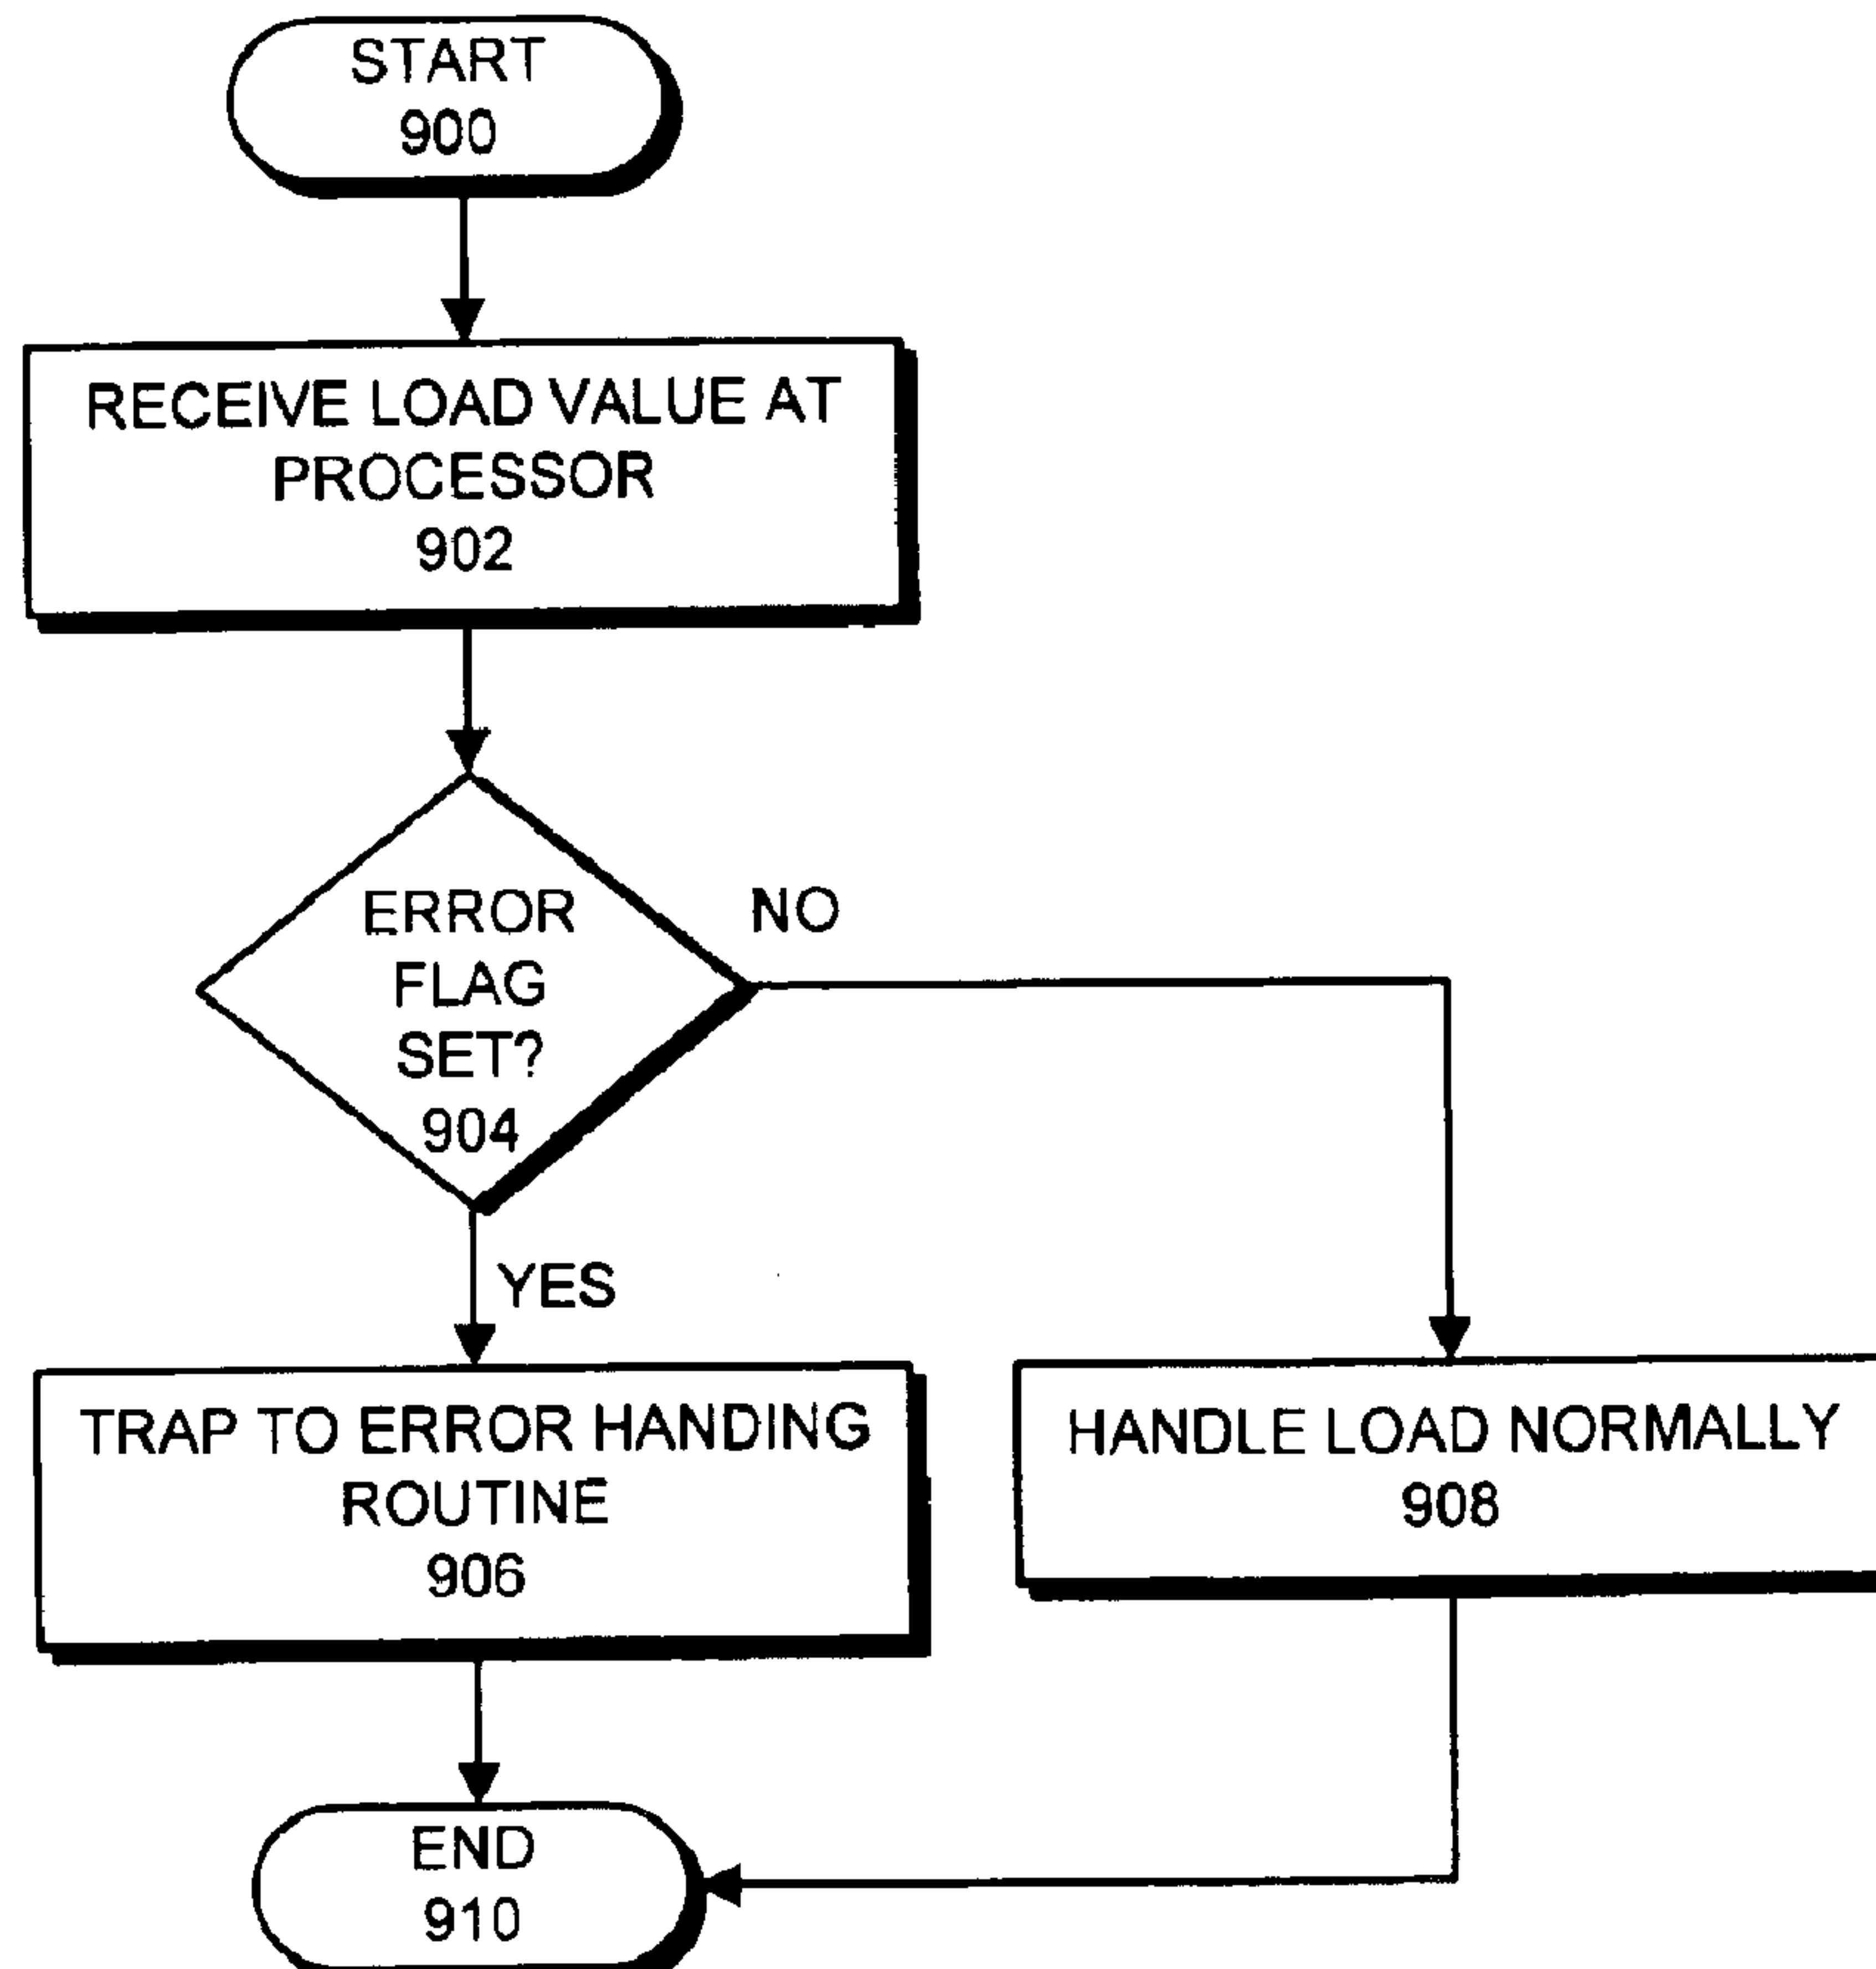 START
900
RECEIVE LOAD VALUE AT
PROCESSOR
902
ERROR
FLAG
SET?
904
NO
YES
TRAP TO ERROR HANDING
ROUTINE
906
HANDLE LOAD NORMALLY
908
END
910